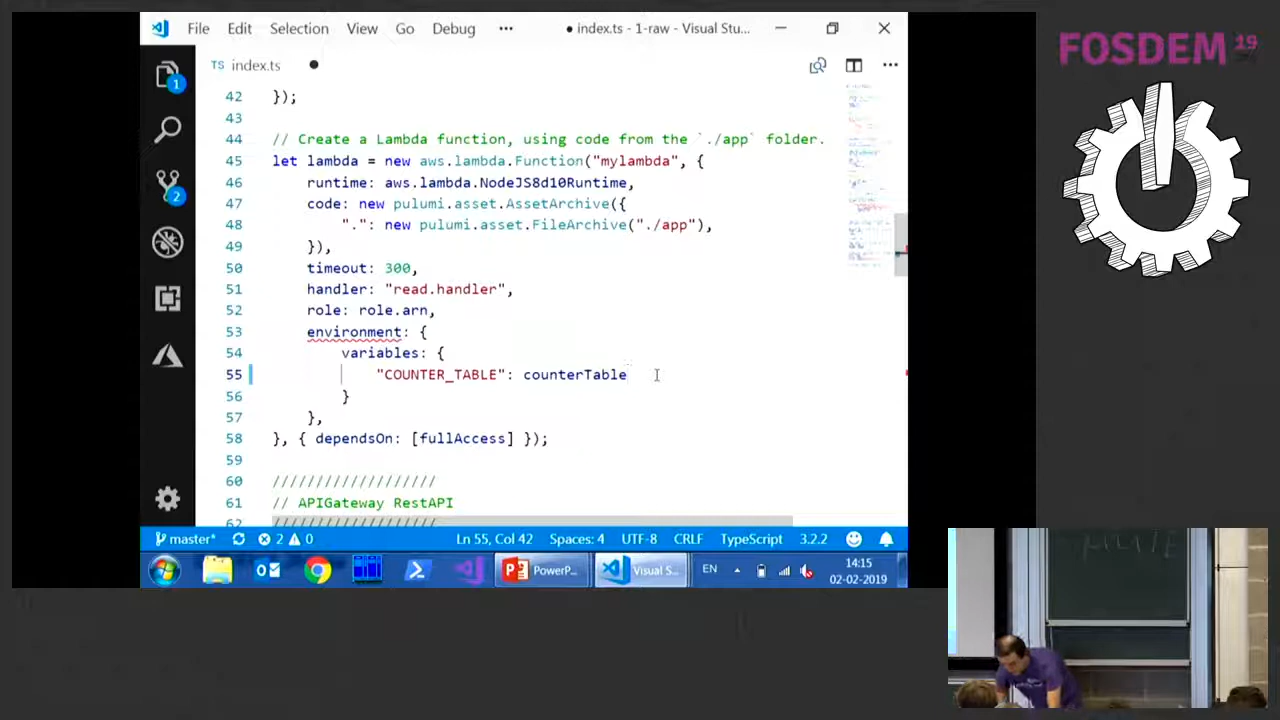 File Edit Selection View Go Debug ••• ● index.ts - 1-raw - Visual Stu...
FOSDEM 19
TS index.ts ●
1
2
42 });
43
44 // Create a Lambda function, using code from the `./app` folder.
45 let lambda = new aws.lambda.Function("mylambda", {
46 runtime: aws.lambda.NodeJS8d10Runtime,
47 code: new pulumi.asset.AssetArchive({
48 ".": new pulumi.asset.FileArchive("./app"),
49 }),
50 timeout: 300,
51 handler: "read.handler",
52 role: role.arn,
53 environment: {
54 variables: {
55 "COUNTER_TABLE": counterTable
56 }
57 },
58 }, { dependsOn: [fullAccess] });
59
60 ///////////////////
61 // APIGateway RestAPI
62 ///////////////////
master* 2 0 Ln 55, Col 42 Spaces: 4 UTF-8 CRLF TypeScript 3.2.2
PowerP... Visual S... EN 14:15
02-02-2019